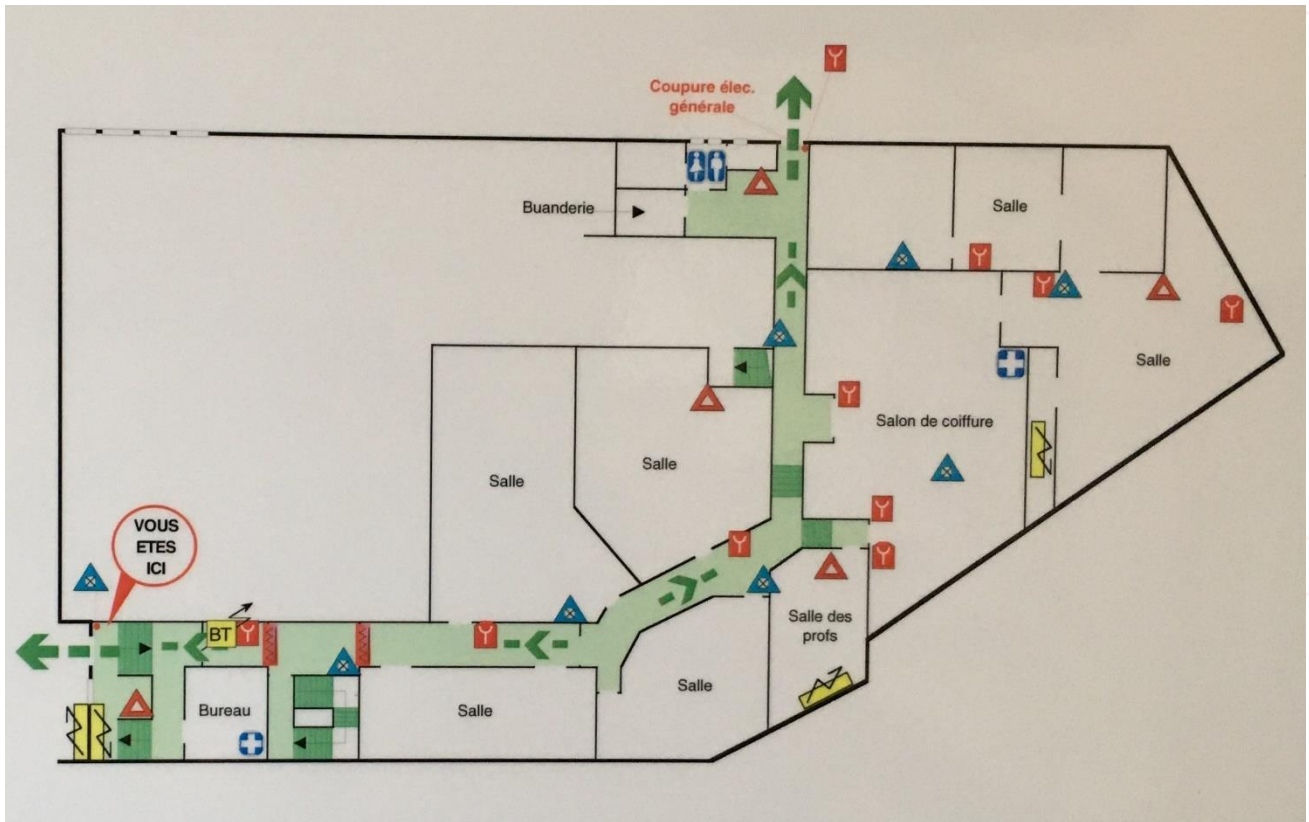 Coupure élec.
générale
Buanderie
Salle
Salle
Salon de coiffure
Salle
Salle
VOUS
ETES
ICI
BT
Salle des
profs
Salle
Bureau
Salle